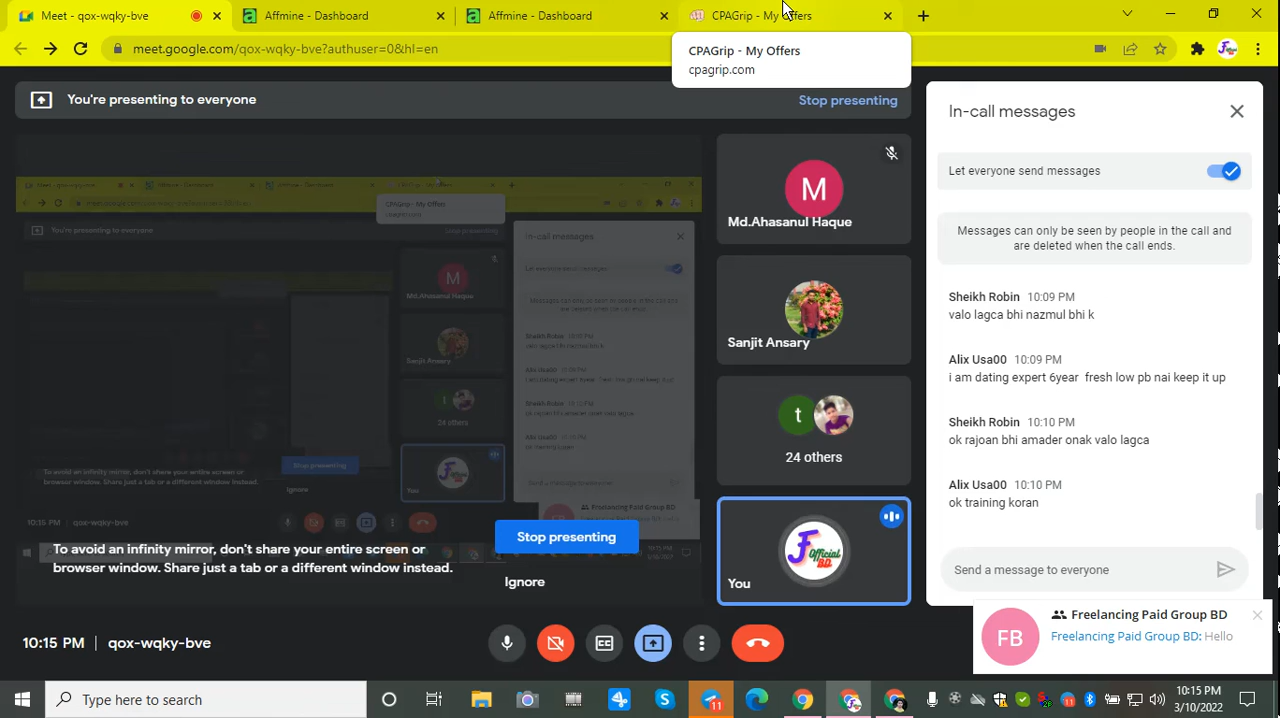 Meet - qox-wqky-bve
Affmine - Dashboard
Affmine - Dashboard
CPAGrip - My Offers
meet.google.com/qox-wqky-bve?authuser=0&hl=en
CPAGrip - My Offers
cpagrip.com
You're presenting to everyone
Stop presenting
In-call messages
Let everyone send messages
Messages can only be seen by people in the call and
are deleted when the call ends.
Sheikh Robin 10:09 PM
valo lagca bhi nazmul bhi k
Alix Usa00 10:09 PM
i am dating expert 6year fresh low pb nai keep it up
Sheikh Robin 10:10 PM
ok rajoan bhi amader onak valo lagca
Alix Usa00 10:10 PM
ok training koran
Send a message to everyone
M
Md.Ahasanul Haque
Sanjit Ansary
t
24 others
J Official BD
You
To avoid an infinity mirror, don't share your entire screen or
browser window. Share just a tab or a different window instead.
Stop presenting
Ignore
10:15 PM | qox-wqky-bve
FB
Freelancing Paid Group BD
Freelancing Paid Group BD: Hello
Type here to search
11
10:15 PM
3/10/2022